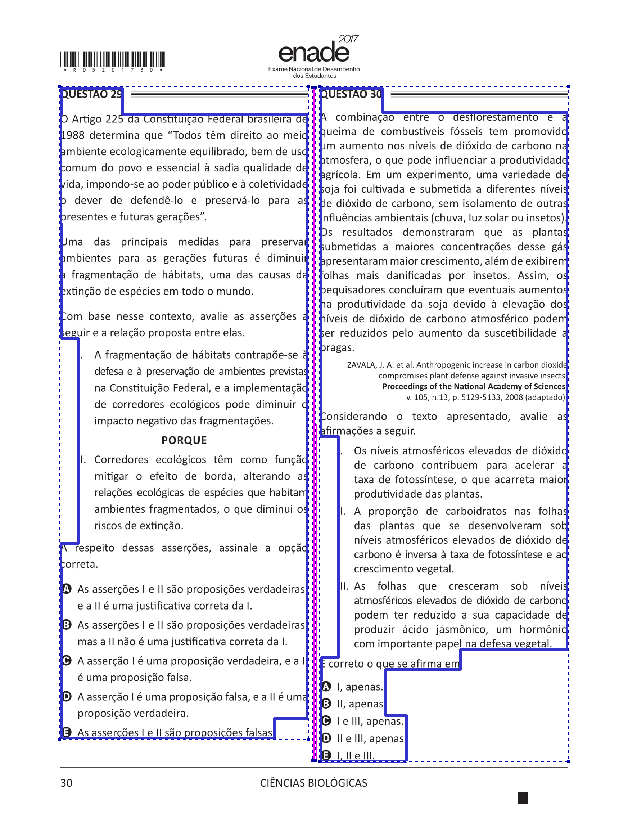 *R05201730*
enade 2017
Exame Nacional de Desempenho
dos Estudantes
QUESTÃO 29
O Artigo 225 da Constituição Federal brasileira de
1988 determina que “Todos têm direito ao meio
ambiente ecologicamente equilibrado, bem de uso
comum do povo e essencial à sadia qualidade de
vida, impondo-se ao poder público e à coletividade
o dever de defendê-lo e preservá-lo para as
presentes e futuras gerações”.
Uma das principais medidas para preservar
ambientes para as gerações futuras é diminuir
a fragmentação de hábitats, uma das causas da
extinção de espécies em todo o mundo.
Com base nesse contexto, avalie as asserções a
seguir e a relação proposta entre elas.
I. A fragmentação de hábitats contrapõe-se à
defesa e à preservação de ambientes previstas
na Constituição Federal, e a implementação
de corredores ecológicos pode diminuir o
impacto negativo das fragmentações.
PORQUE
II. Corredores ecológicos têm como função
mitigar o efeito de borda, alterando as
relações ecológicas de espécies que habitam
ambientes fragmentados, o que diminui os
riscos de extinção.
A respeito dessas asserções, assinale a opção
correta.
A As asserções I e II são proposições verdadeiras,
e a II é uma justificativa correta da I.
B As asserções I e II são proposições verdadeiras,
mas a II não é uma justificativa correta da I.
C A asserção I é uma proposição verdadeira, e a II
é uma proposição falsa.
D A asserção I é uma proposição falsa, e a II é uma
proposição verdadeira.
E As asserções I e II são proposições falsas.
QUESTÃO 30
A combinação entre o desflorestamento e a
queima de combustíveis fósseis tem promovido
um aumento nos níveis de dióxido de carbono na
atmosfera, o que pode influenciar a produtividade
agrícola. Em um experimento, uma variedade de
soja foi cultivada e submetida a diferentes níveis
de dióxido de carbono, sem isolamento de outras
influências ambientais (chuva, luz solar ou insetos).
Os resultados demonstraram que as plantas
submetidas a maiores concentrações desse gás
apresentaram maior crescimento, além de exibirem
folhas mais danificadas por insetos. Assim, os
pesquisadores concluíram que eventuais aumentos
na produtividade da soja devido à elevação dos
níveis de dióxido de carbono atmosférico podem
ser reduzidos pelo aumento da suscetibilidade a
pragas.
ZAVALA, J. A. et al. Anthropogenic increase in carbon dioxide
compromises plant defense against invasive insects.
Proceedings of the National Academy of Sciences,
v. 105, n.13, p. 5129-5133, 2008 (adaptado).
Considerando o texto apresentado, avalie as
afirmações a seguir.
I. Os níveis atmosféricos elevados de dióxido
de carbono contribuem para acelerar a
taxa de fotossíntese, o que acarreta maior
produtividade das plantas.
II. A proporção de carboidratos nas folhas
das plantas que se desenvolveram sob
níveis atmosféricos elevados de dióxido de
carbono é inversa à taxa de fotossíntese e ao
crescimento vegetal.
III. As folhas que cresceram sob níveis
atmosféricos elevados de dióxido de carbono
podem ter reduzido a sua capacidade de
produzir ácido jasmônico, um hormônio
com importante papel na defesa vegetal.
É correto o que se afirma em
A I, apenas.
B II, apenas.
C I e III, apenas.
D II e III, apenas.
E I, II e III.
30
CIÊNCIAS BIOLÓGICAS